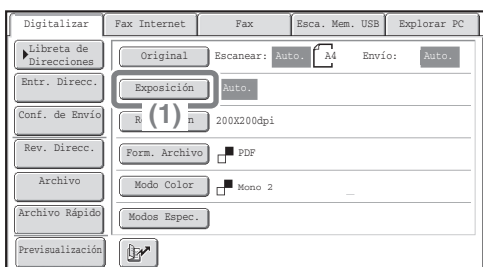 Digitalizar Fax Internet Fax Esca. Mem. USB Explorar PC
Libreta de
Direcciones
Original Escanear: Auto. A4 Envío: Auto.
Entr. Direcc.
Exposición Auto.
Conf. de Envío
(1) 200X200dpi
Rev. Direcc.
Form. Archivo PDF
Archivo
Modo Color Mono 2
Archivo Rápido
Modos Espec.
Previsualización